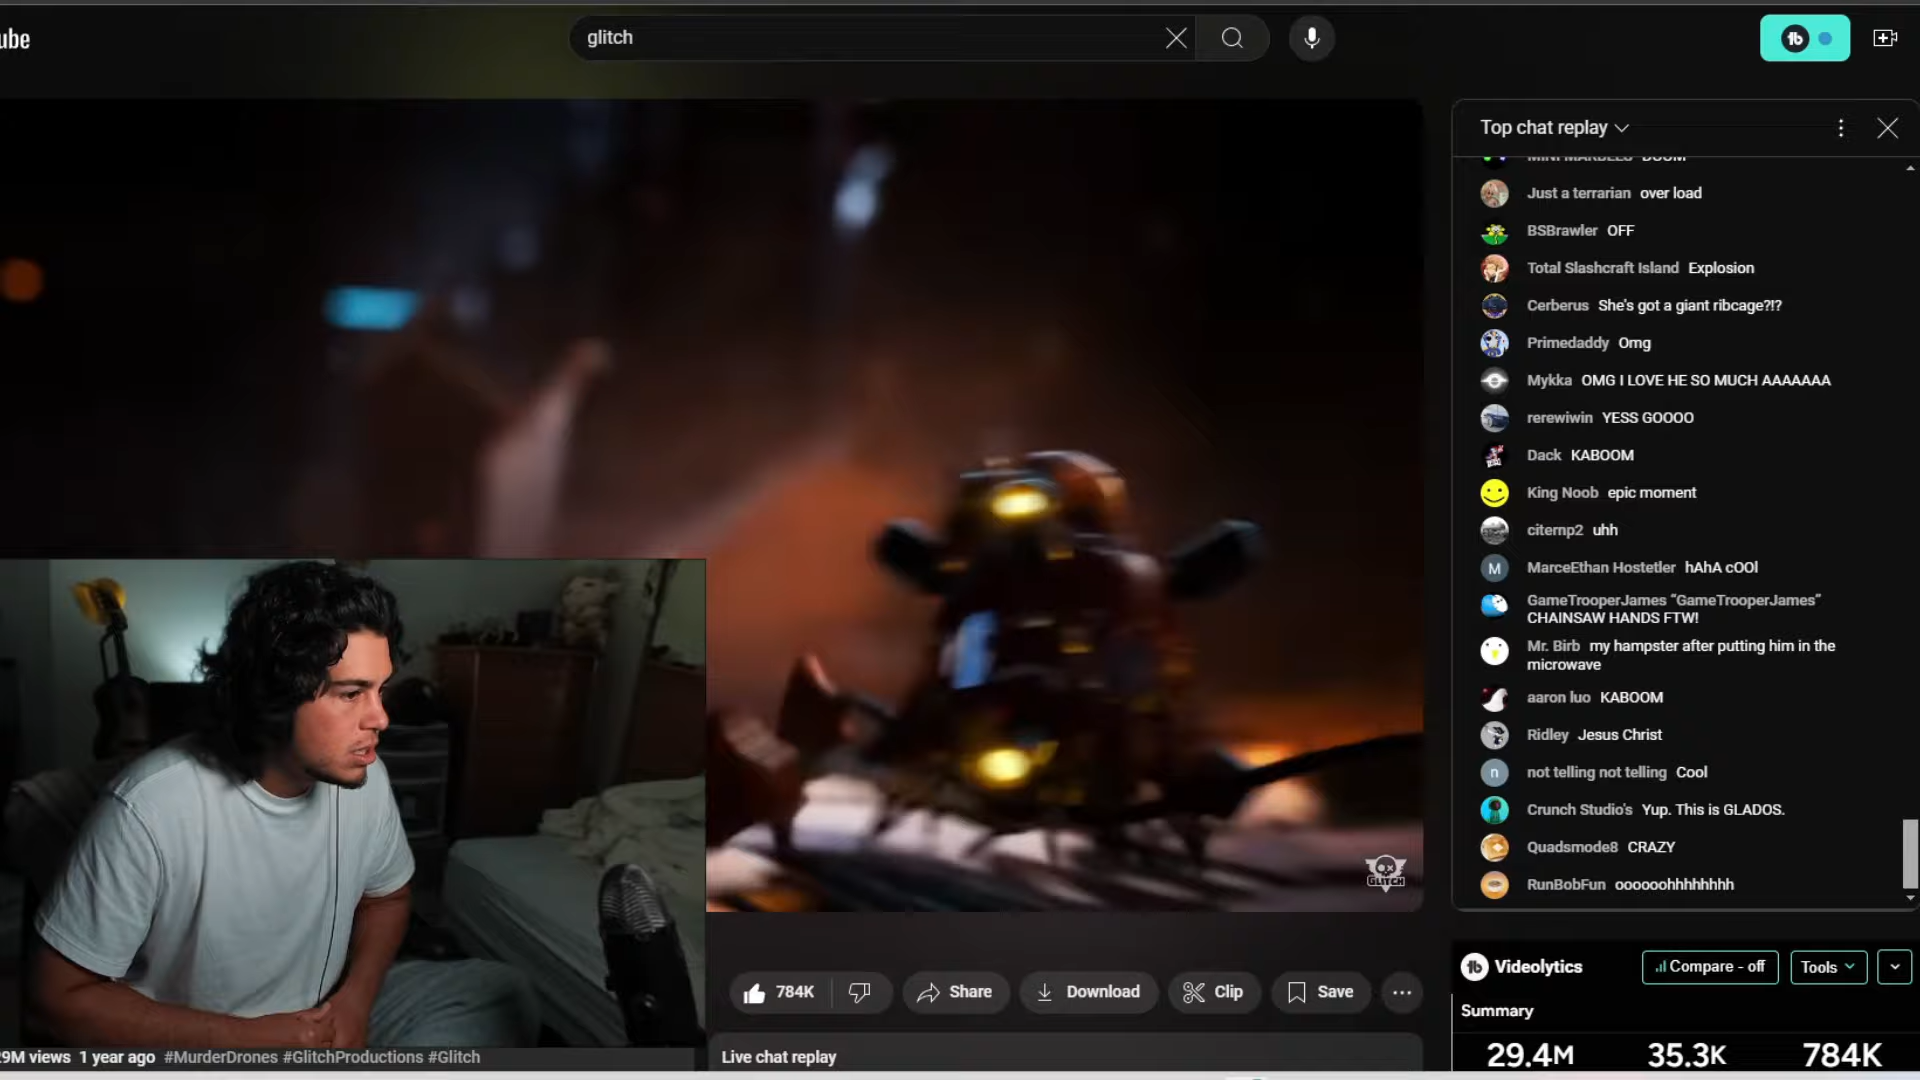 ube
glitch
Top chat replay
Just a terrarian over load
BSBrawler OFF
Total Slashcraft Island Explosion
Cerberus She's got a giant ribcage?!?
Primedaddy Omg
Mykka OMG I LOVE HE SO MUCH AAAAAAA
rerewiwin YESS GOOOO
Dack KABOOM
King Noob epic moment
citernp2 uhh
M MarceEthan Hostetler hAhA cOOl
GameTrooperJames “GameTrooperJames”
CHAINSAW HANDS FTW!
Mr. Birb my hampster after putting him in the
microwave
aaron luo KABOOM
Ridley Jesus Christ
n not telling not telling Cool
Crunch Studio's Yup. This is GLADOS.
Quadsmode8 CRAZY
RunBobFun oooooohhhhhhhh
GLITCH
784K Share Download Clip Save
Videolytics Compare - off Tools
Summary
29.4M 35.3K 784K
29M views 1 year ago #MurderDrones #GlitchProductions #Glitch
Live chat replay